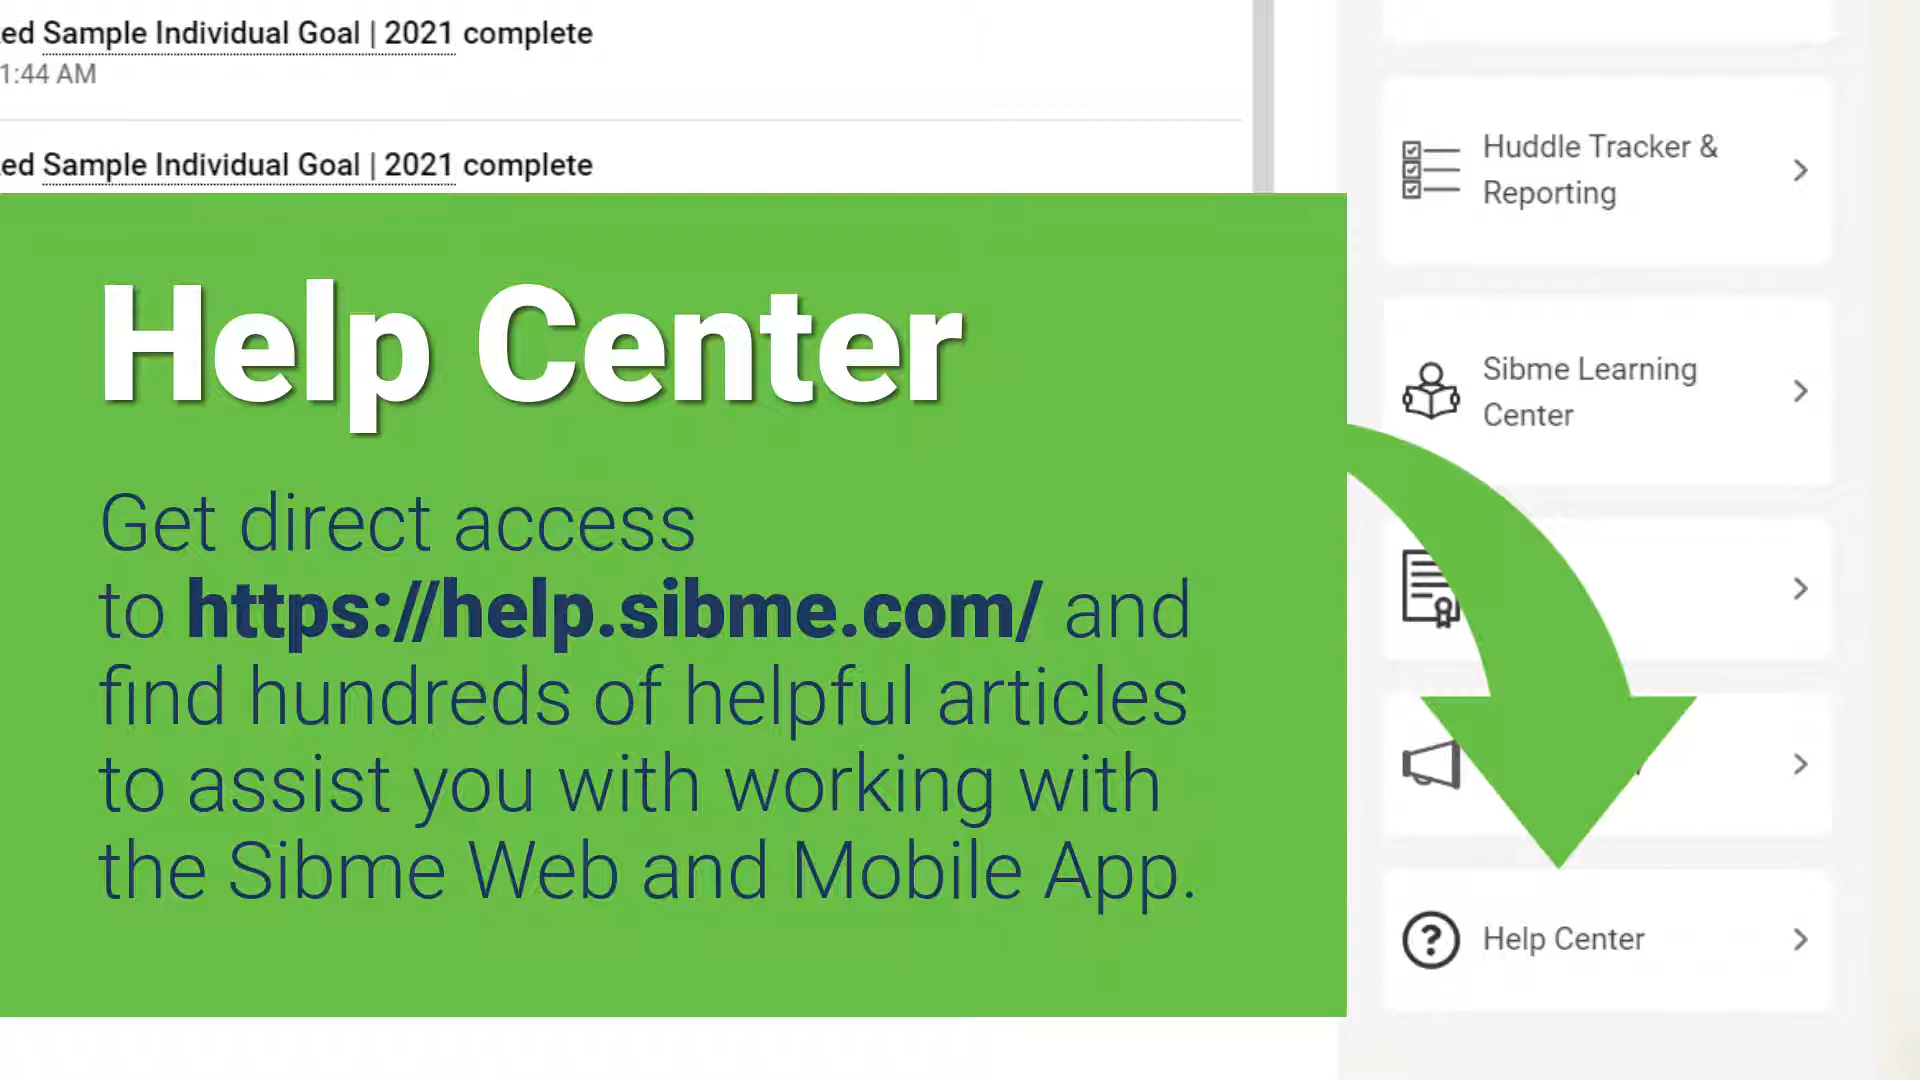 Sample Individual Goal | 2021 complete
1:44 AM
Sample Individual Goal | 2021 complete
Help Center
Get direct access
to https://help.sibme.com/ and
find hundreds of helpful articles
to assist you with working with
the Sibme Web and Mobile App.
Huddle Tracker &
Reporting
Sibme Learning
Center
Help Center